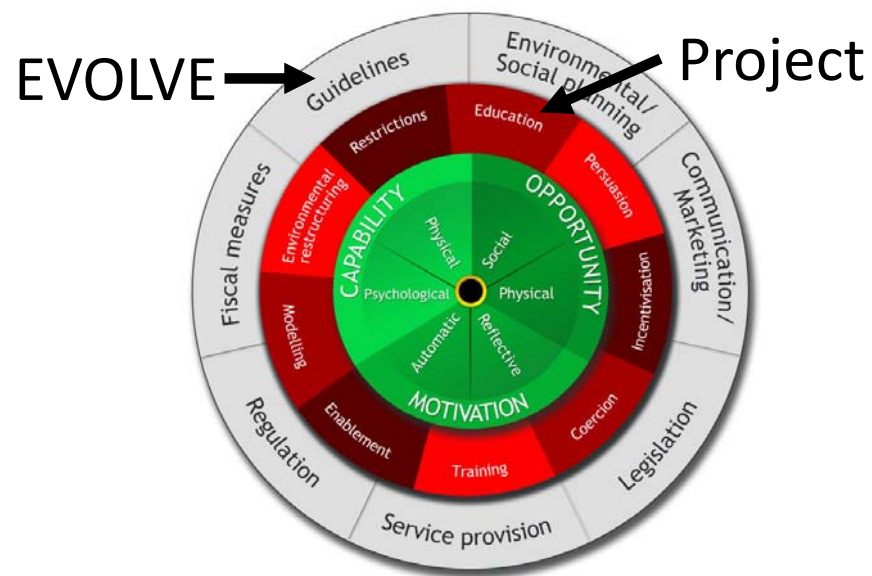 EVOLVE
Project
Guidelines
Environmental/
Social planning
Communication/
Marketing
Legislation
Service provision
Regulation
Fiscal measures
Restrictions
Education
Persuasion
Incentivisation
Coercion
Training
Enablement
Modelling
Environmental
restructuring
CAPABILITY
OPPORTUNITY
MOTIVATION
Physical
Social
Psychological
Physical
Automatic
Reflective